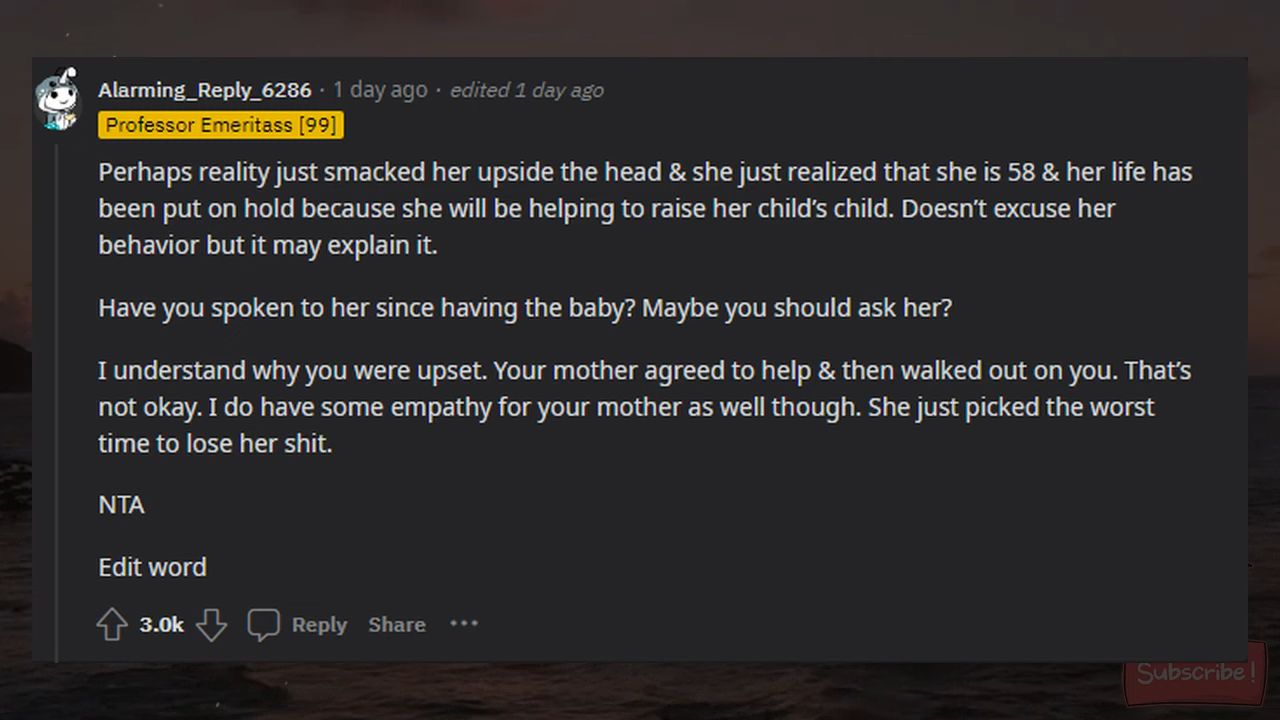 Alarming_Reply_6286 · 1 day ago · edited 1 day ago
Professor Emeritass [99]
Perhaps reality just smacked her upside the head & she just realized that she is 58 & her life has
been put on hold because she will be helping to raise her child’s child. Doesn’t excuse her
behavior but it may explain it.
Have you spoken to her since having the baby? Maybe you should ask her?
I understand why you were upset. Your mother agreed to help & then walked out on you. That’s
not okay. I do have some empathy for your mother as well though. She just picked the worst
time to lose her shit.
NTA
Edit word
3.0k Reply Share ···
Subscribe!